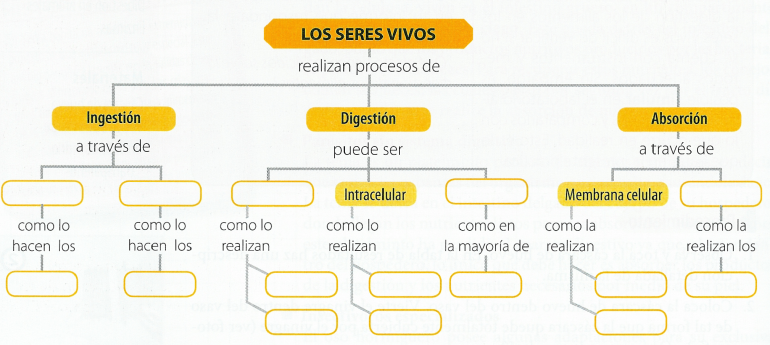 LOS SERES VIVOS
realizan procesos de
Ingestión
a través de
como lo
hacen los
como lo
hacen los
Digestión
puede ser
como lo
realizan
Intracelular
como lo
realizan
como en
la mayoría de
Absorción
a través de
Membrana celular
como la
realizan
como la
realizan los